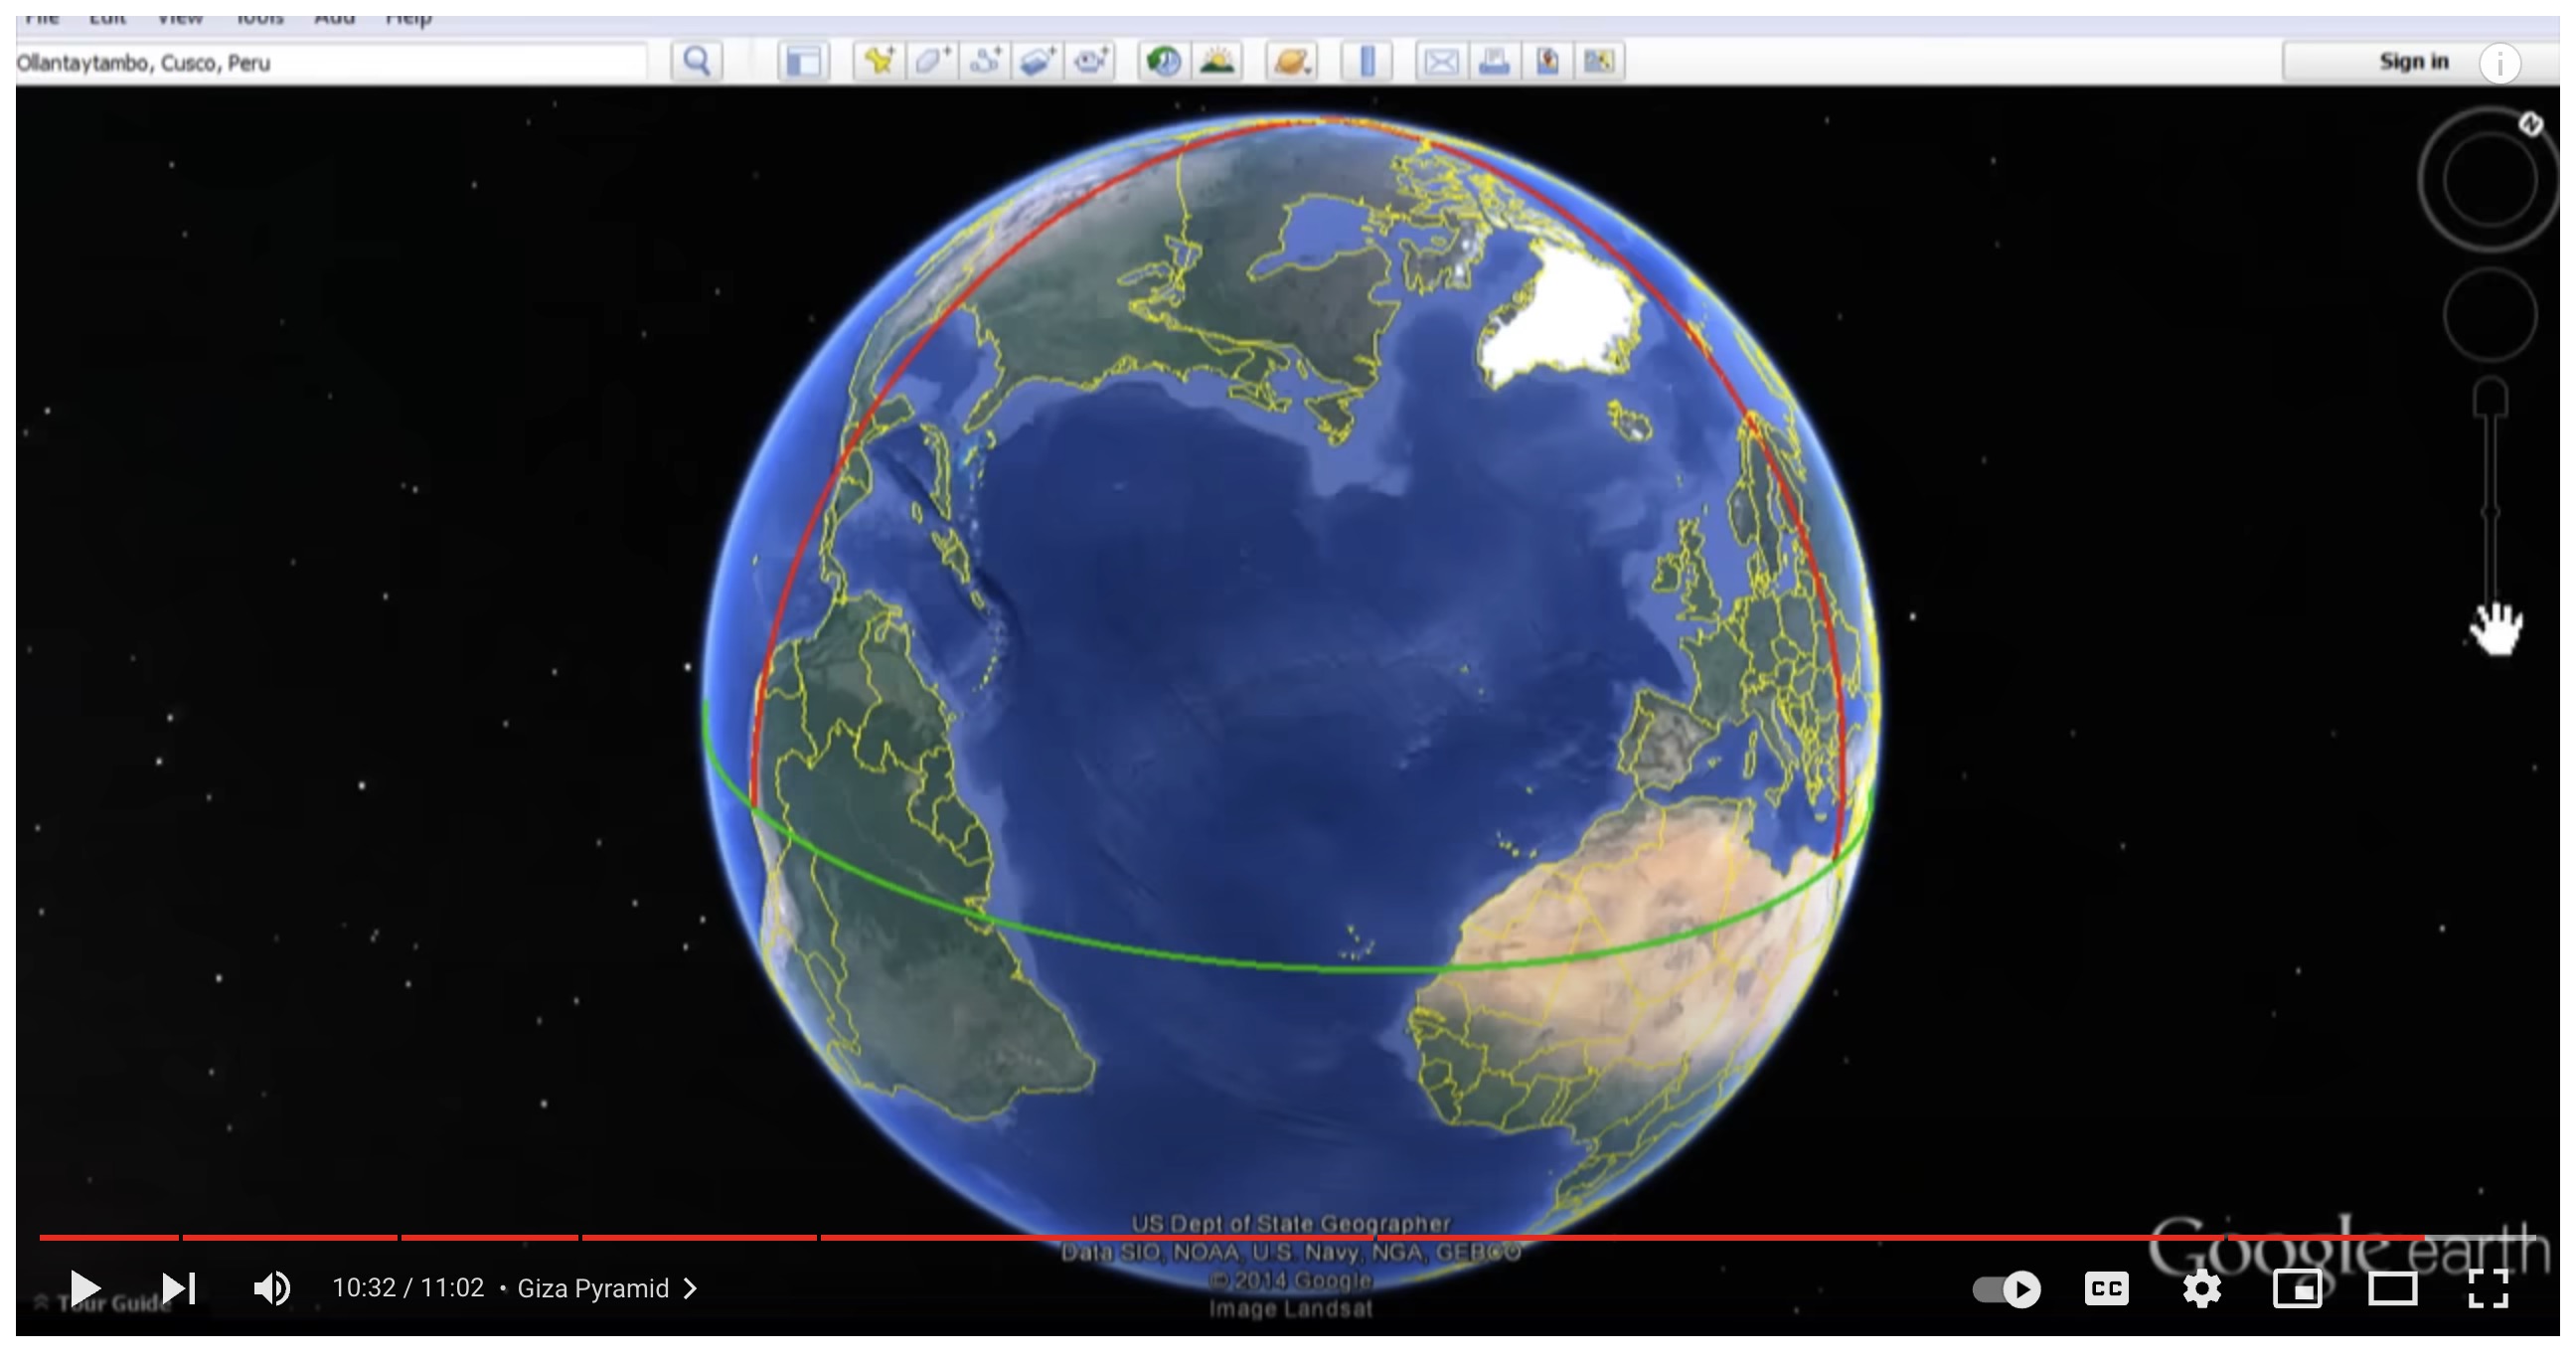 File Edit View Tools Add Help
Ollantaytambo, Cusco, Peru
Sign in
i
N
US Dept of State Geographer
Data SIO, NOAA, U.S. Navy, NGA, GEBCO
© 2014 Google
Image Landsat
Google earth
Tour Guide
10:32 / 11:02 • Giza Pyramid
CC